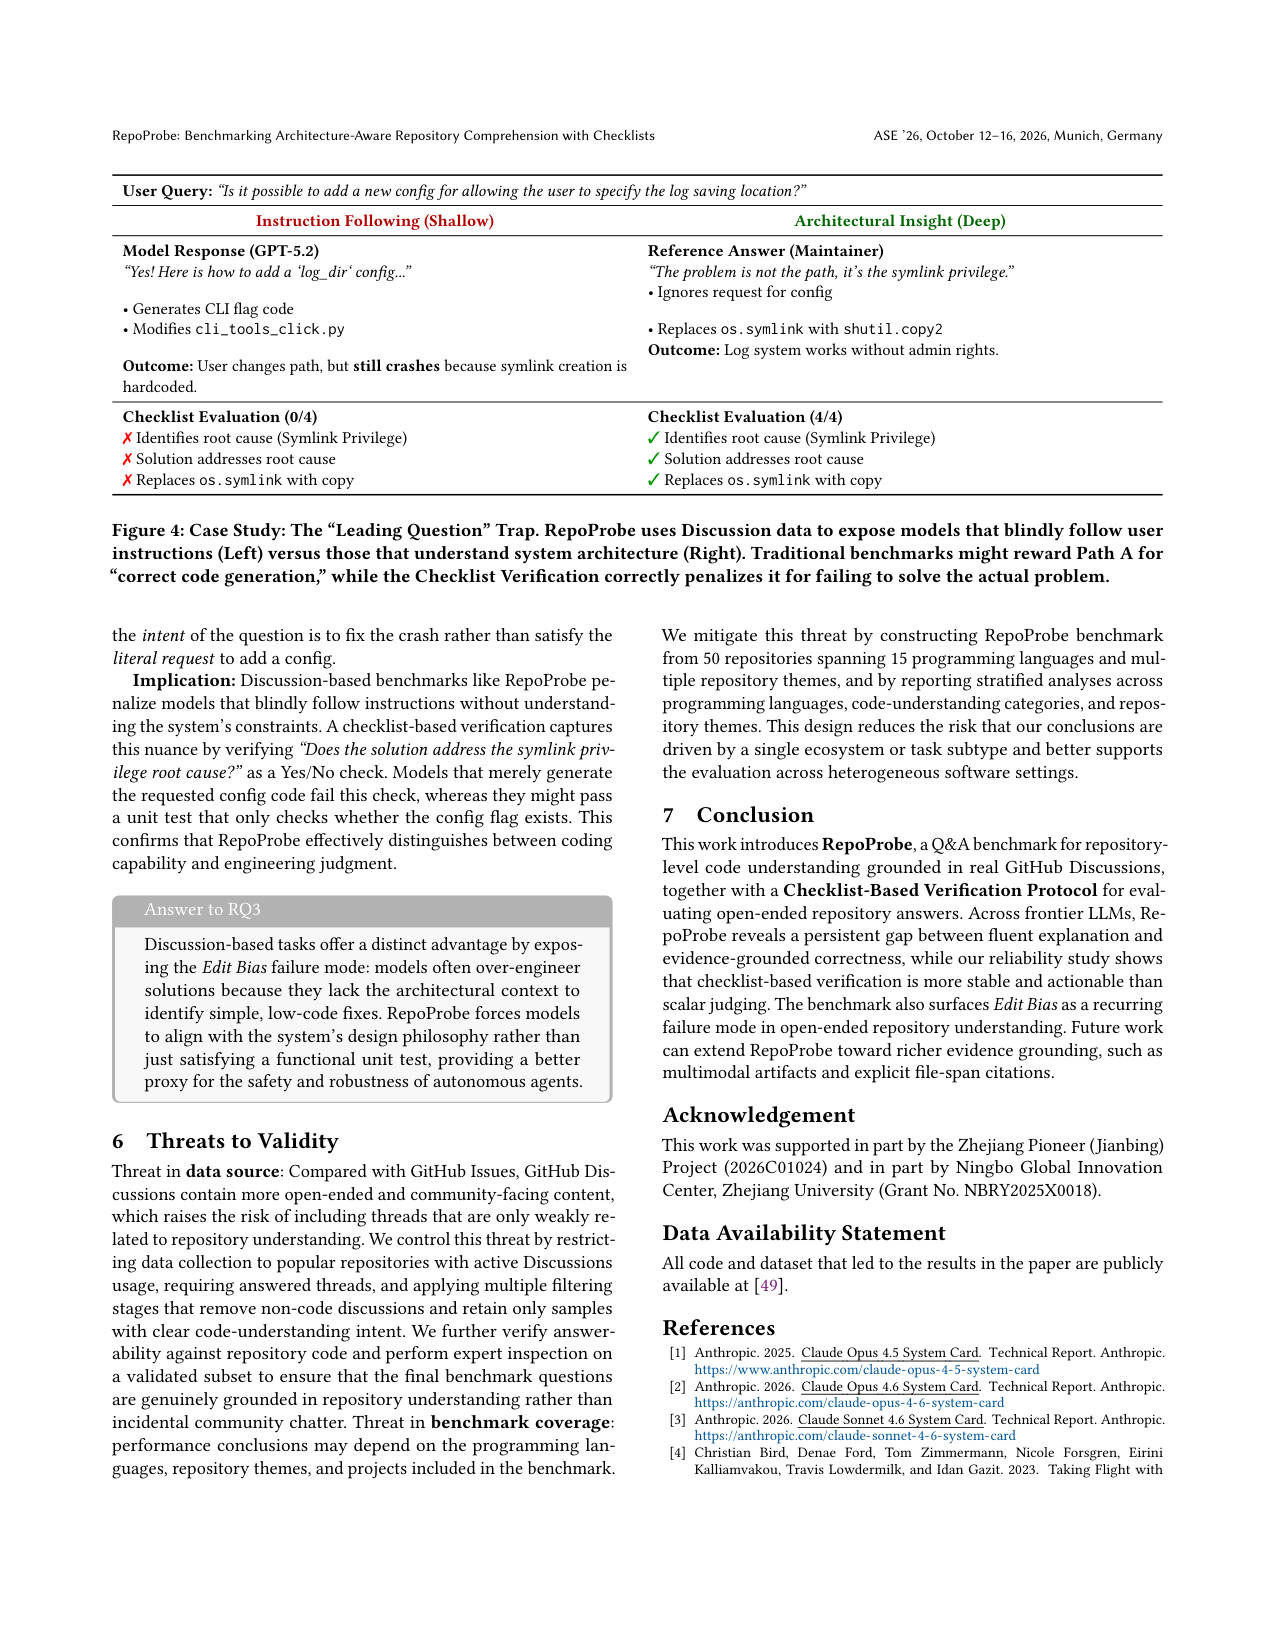 RepoProbe: Benchmarking Architecture-Aware Repository Comprehension with Checklists
ASE ’26, October 12–16, 2026, Munich, Germany
User Query: “Is it possible to add a new config for allowing the user to specify the log saving location?”
Instruction Following (Shallow)
Architectural Insight (Deep)
Model Response (GPT-5.2)
“Yes! Here is how to add a ‘log_dir‘ config...”
• Generates CLI flag code
• Modifies cli_tools_click.py
Outcome: User changes path, but still crashes because symlink creation is
hardcoded.
Reference Answer (Maintainer)
“The problem is not the path, it’s the symlink privilege.”
• Ignores request for config
• Replaces os.symlink with shutil.copy2
Outcome: Log system works without admin rights.
Checklist Evaluation (0/4)
✗ Identifies root cause (Symlink Privilege)
✗ Solution addresses root cause
✗ Replaces os.symlink with copy
Checklist Evaluation (4/4)
✓ Identifies root cause (Symlink Privilege)
✓ Solution addresses root cause
✓ Replaces os.symlink with copy
Figure 4: Case Study: The “Leading Question” Trap. RepoProbe uses Discussion data to expose models that blindly follow user
instructions (Left) versus those that understand system architecture (Right). Traditional benchmarks might reward Path A for
“correct code generation,” while the Checklist Verification correctly penalizes it for failing to solve the actual problem.
the intent of the question is to fix the crash rather than satisfy the
literal request to add a config.
Implication: Discussion-based benchmarks like RepoProbe pe-
nalize models that blindly follow instructions without understand-
ing the system’s constraints. A checklist-based verification captures
this nuance by verifying “Does the solution address the symlink priv-
ilege root cause?” as a Yes/No check. Models that merely generate
the requested config code fail this check, whereas they might pass
a unit test that only checks whether the config flag exists. This
confirms that RepoProbe effectively distinguishes between coding
capability and engineering judgment.
Answer to RQ3
Discussion-based tasks offer a distinct advantage by expos-
ing the Edit Bias failure mode: models often over-engineer
solutions because they lack the architectural context to
identify simple, low-code fixes. RepoProbe forces models
to align with the system’s design philosophy rather than
just satisfying a functional unit test, providing a better
proxy for the safety and robustness of autonomous agents.
6 Threats to Validity
Threat in data source: Compared with GitHub Issues, GitHub Dis-
cussions contain more open-ended and community-facing content,
which raises the risk of including threads that are only weakly re-
lated to repository understanding. We control this threat by restrict-
ing data collection to popular repositories with active Discussions
usage, requiring answered threads, and applying multiple filtering
stages that remove non-code discussions and retain only samples
with clear code-understanding intent. We further verify answer-
ability against repository code and perform expert inspection on
a validated subset to ensure that the final benchmark questions
are genuinely grounded in repository understanding rather than
incidental community chatter. Threat in benchmark coverage:
performance conclusions may depend on the programming lan-
guages, repository themes, and projects included in the benchmark.
We mitigate this threat by constructing RepoProbe benchmark
from 50 repositories spanning 15 programming languages and mul-
tiple repository themes, and by reporting stratified analyses across
programming languages, code-understanding categories, and repos-
itory themes. This design reduces the risk that our conclusions are
driven by a single ecosystem or task subtype and better supports
the evaluation across heterogeneous software settings.
7 Conclusion
This work introduces RepoProbe, a Q&A benchmark for repository-
level code understanding grounded in real GitHub Discussions,
together with a Checklist-Based Verification Protocol for eval-
uating open-ended repository answers. Across frontier LLMs, Re-
poProbe reveals a persistent gap between fluent explanation and
evidence-grounded correctness, while our reliability study shows
that checklist-based verification is more stable and actionable than
scalar judging. The benchmark also surfaces Edit Bias as a recurring
failure mode in open-ended repository understanding. Future work
can extend RepoProbe toward richer evidence grounding, such as
multimodal artifacts and explicit file-span citations.
Acknowledgement
This work was supported in part by the Zhejiang Pioneer (Jianbing)
Project (2026C01024) and in part by Ningbo Global Innovation
Center, Zhejiang University (Grant No. NBRY2025X0018).
Data Availability Statement
All code and dataset that led to the results in the paper are publicly
available at [49].
References
[1] Anthropic. 2025. Claude Opus 4.5 System Card. Technical Report. Anthropic.
https://www.anthropic.com/claude-opus-4-5-system-card
[2] Anthropic. 2026. Claude Opus 4.6 System Card. Technical Report. Anthropic.
https://anthropic.com/claude-opus-4-6-system-card
[3] Anthropic. 2026. Claude Sonnet 4.6 System Card. Technical Report. Anthropic.
https://anthropic.com/claude-sonnet-4-6-system-card
[4] Christian Bird, Denae Ford, Tom Zimmermann, Nicole Forsgren, Eirini
Kalliamvakou, Travis Lowdermilk, and Idan Gazit. 2023. Taking Flight with